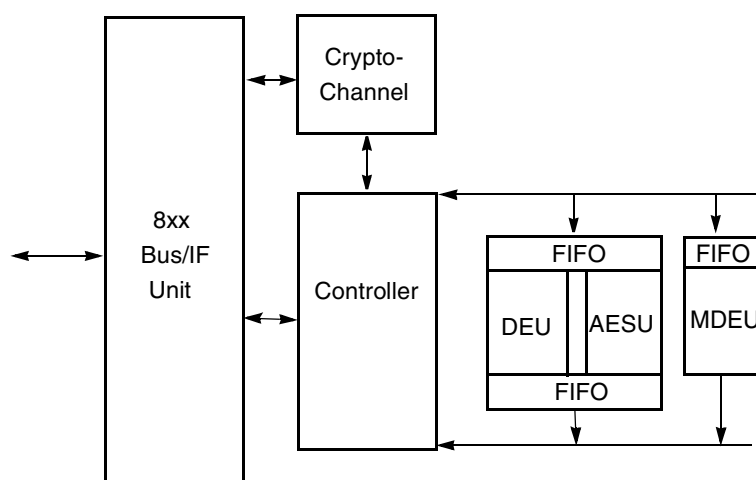 Crypto-
Channel
8xx
Bus/IF
Unit
Controller
FIFO
DEU
AESU
FIFO
FIFO
MDEU